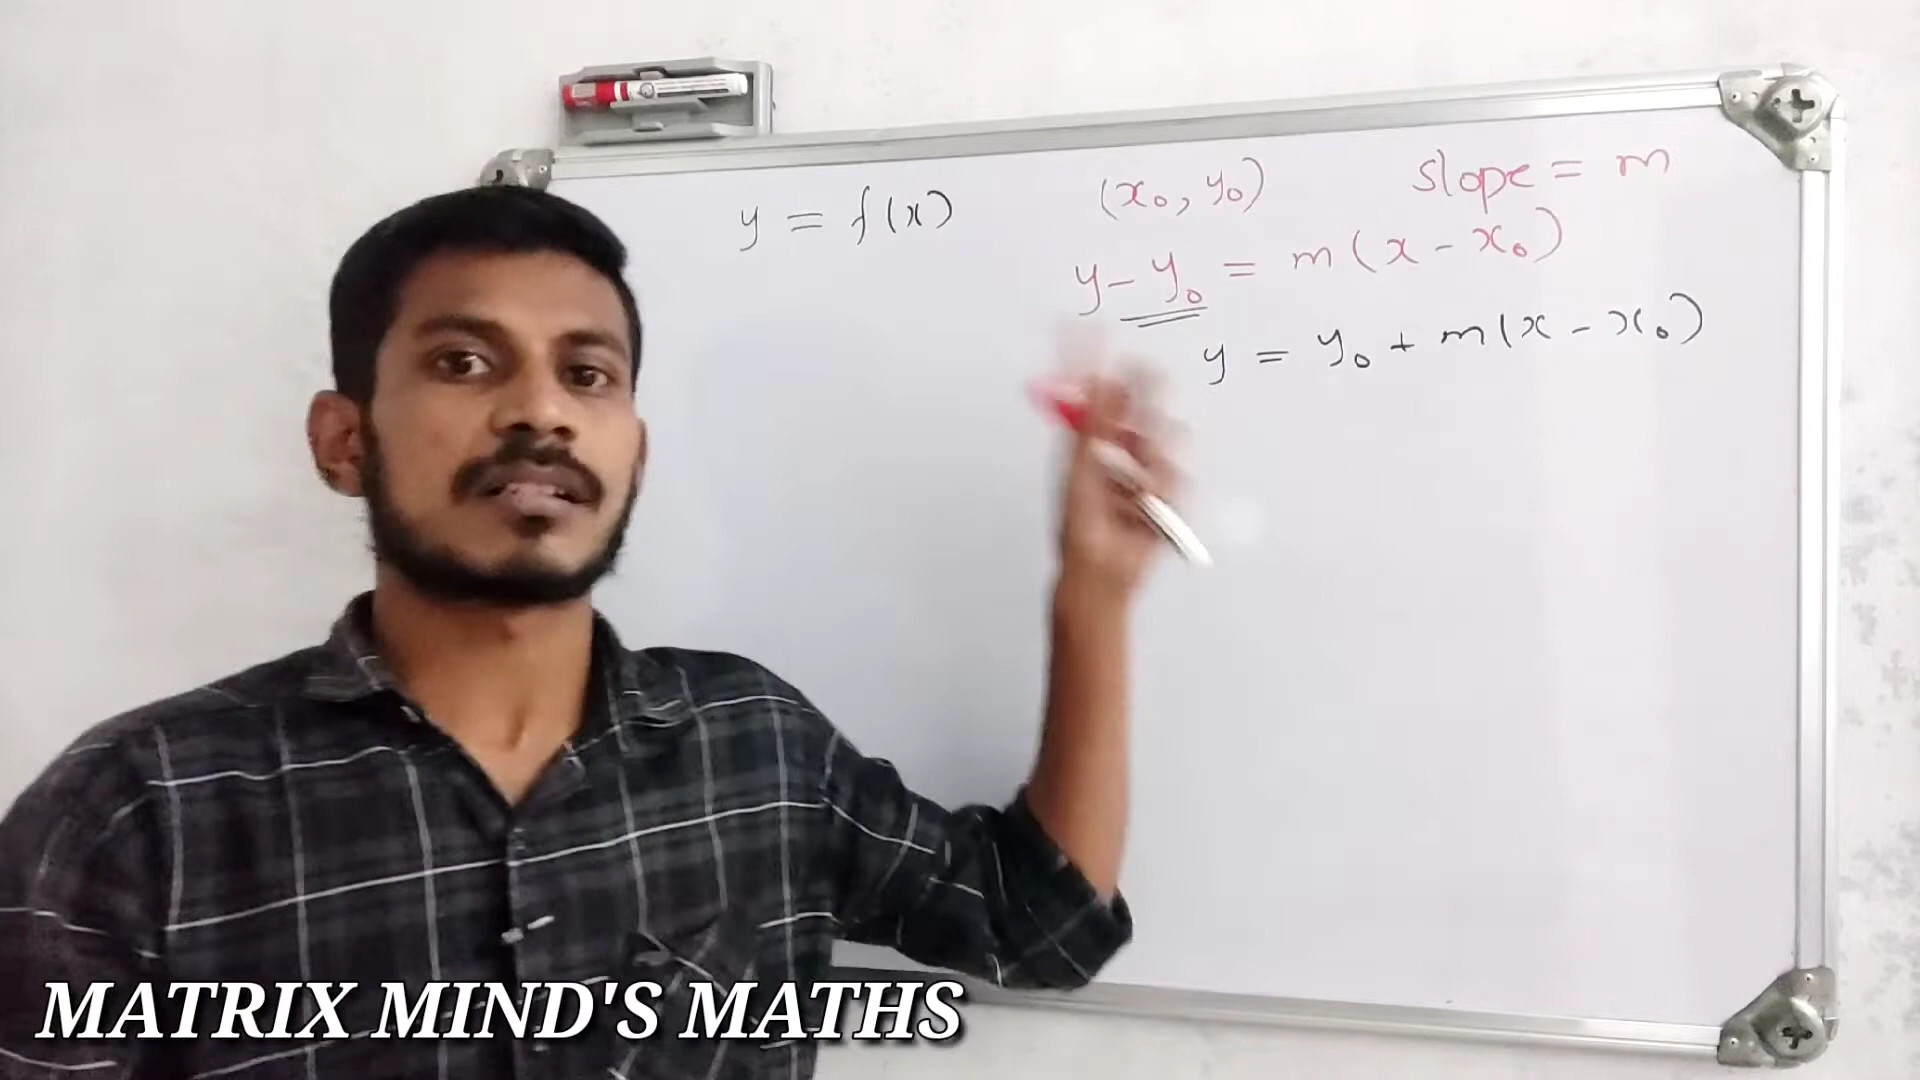 y = f(x)
(x₀, y₀)
slope = m
y - y₀ = m(x - x₀)
y = y₀ + m(x - x₀)
MATRIX MIND'S MATHS